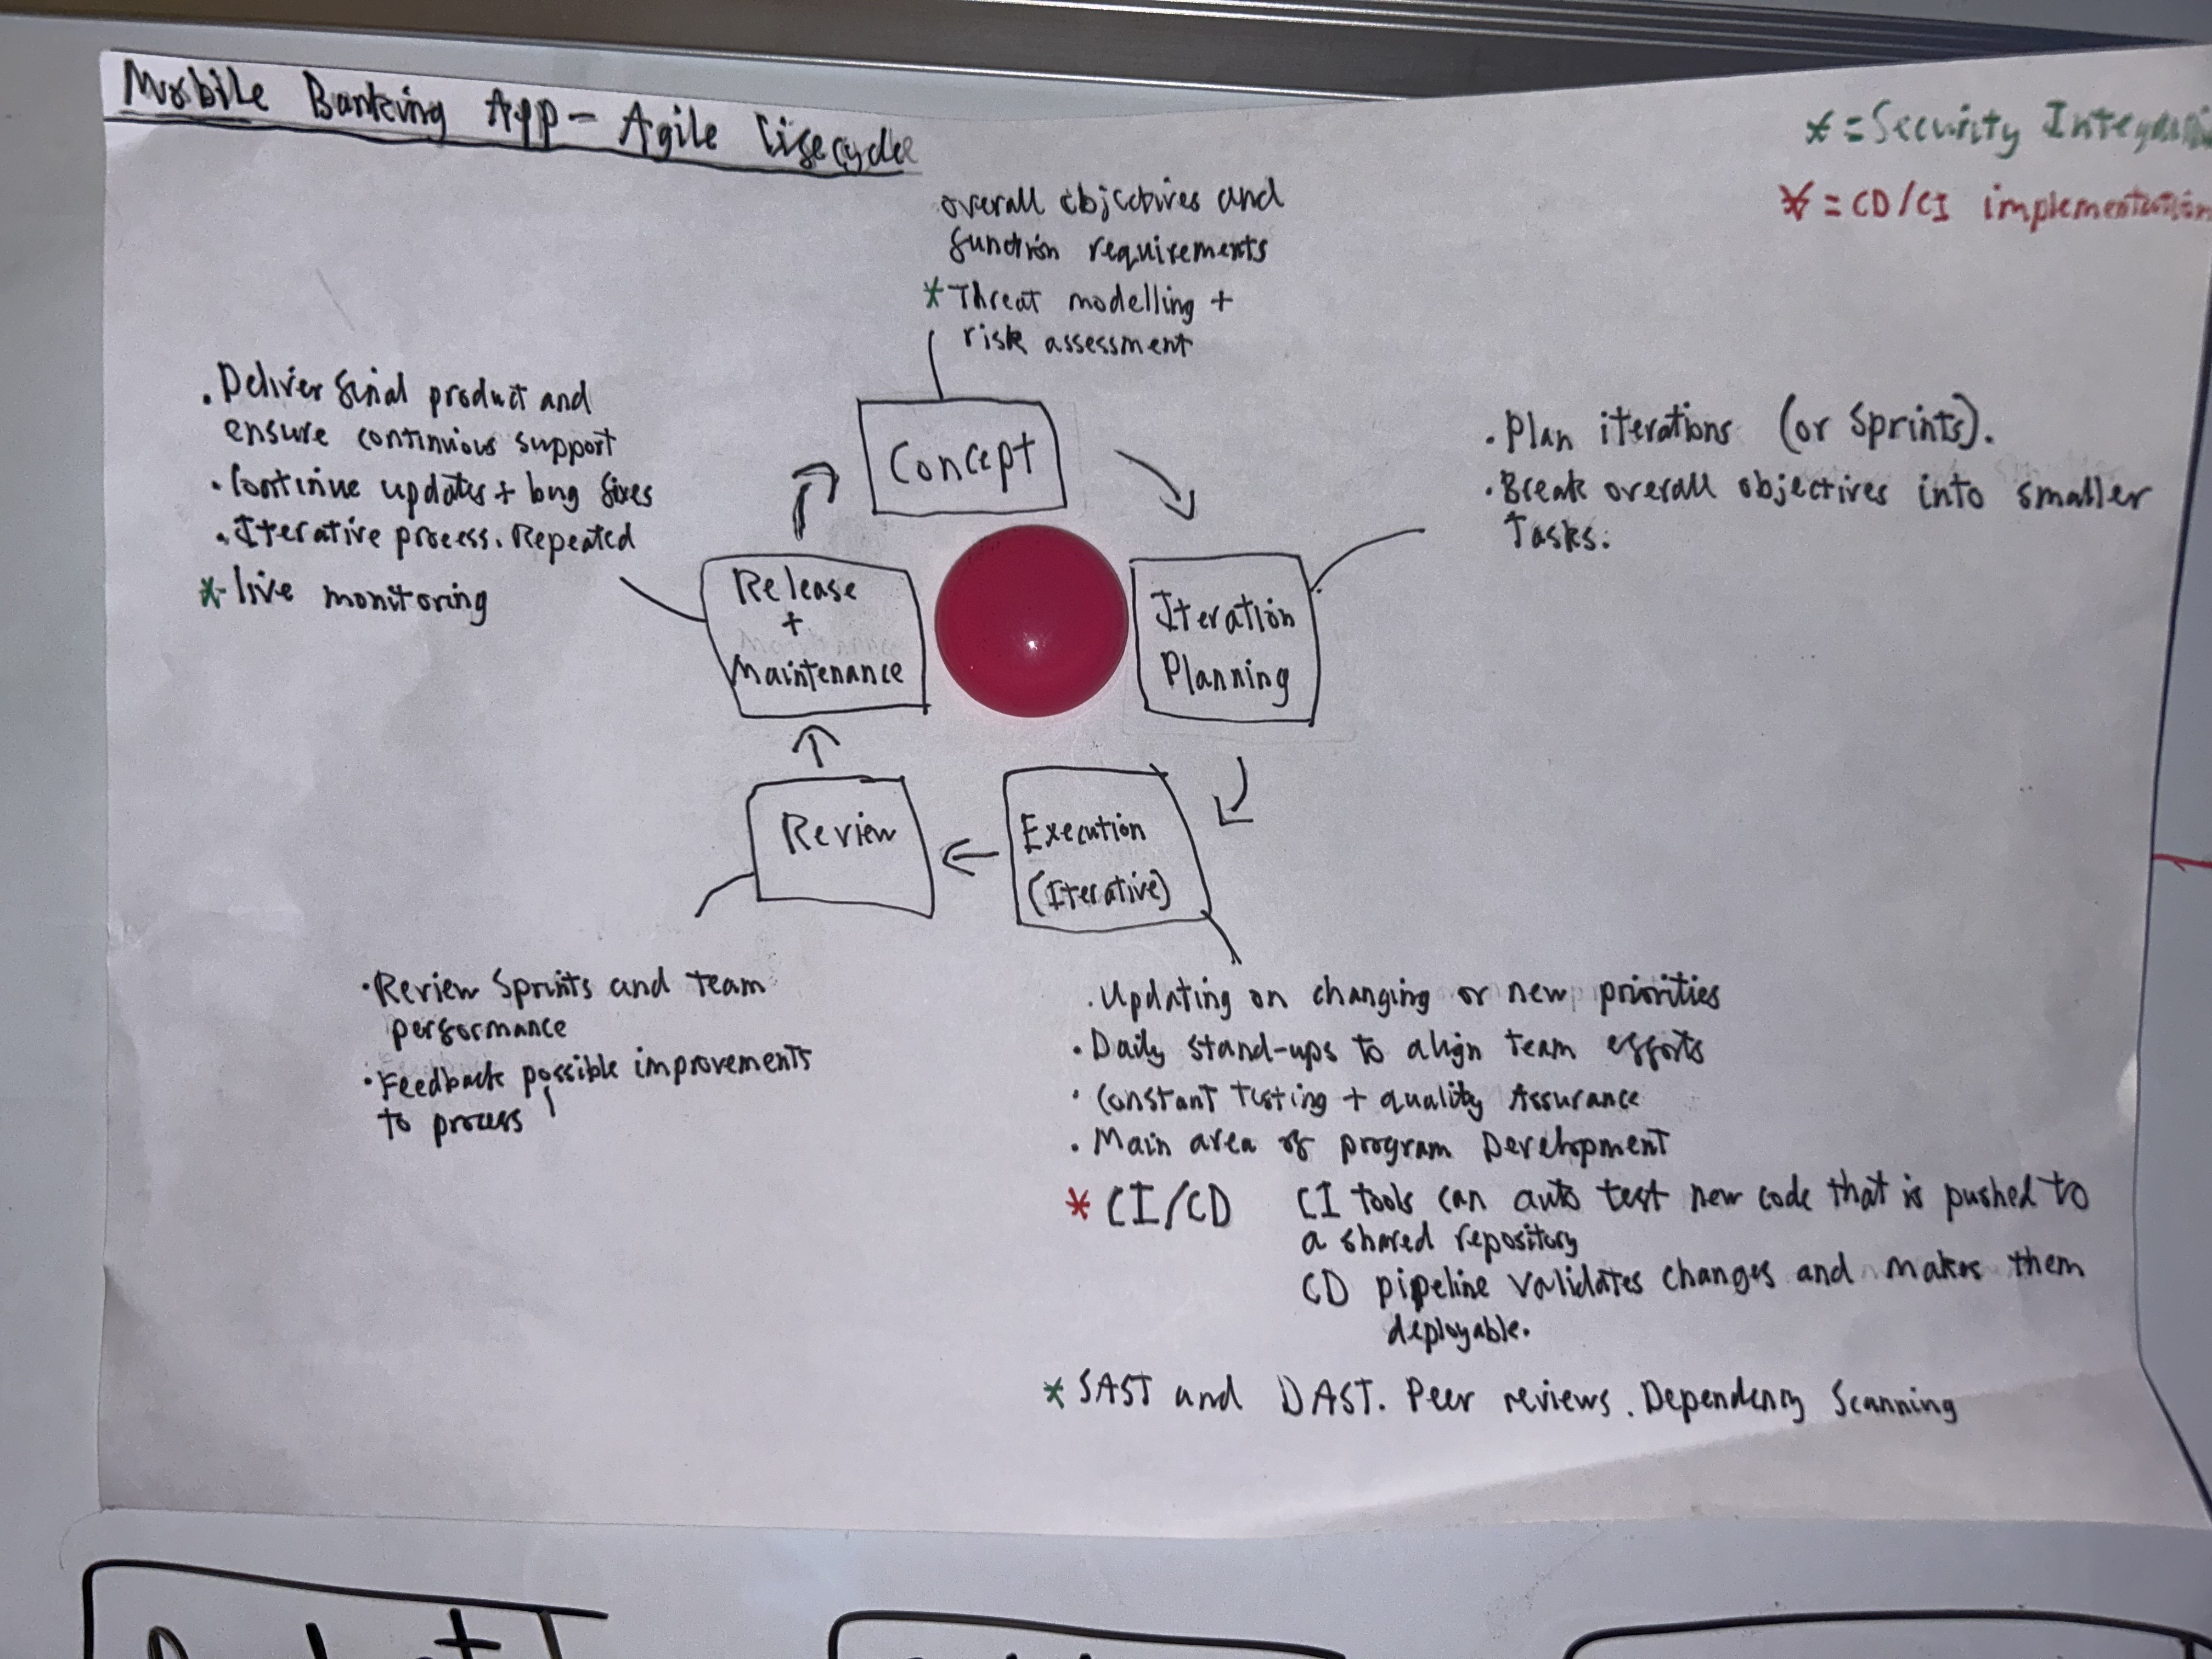 Mobile Banking App - Agile Lifecycle
* = Security
* = CD/CI implementation
overall objectives and
function requirements
* Threat modelling +
risk assessment
Concept
. Plan iterations (or Sprints).
. Break overall objectives into smaller
Tasks.
Iteration
Planning
Execution
(Iterative)
. Updating on changing or new priorities
. Daily stand-ups to align team efforts
. Constant testing + quality Assurance
. Main area of program Development
* CI/CD CI tools can auto test new code that is pushed to
a shared repository
CD pipeline validates changes and makes them
deployable.
* SAST and DAST. Peer reviews. Dependency Scanning
Review
. Review Sprints and team
performance
. Feedback possible improvements
to process
Release
+
Maintenance
. Deliver final product and
ensure continuious support
. Continue updates + bug fixes
. Iterative process. Repeated
* live monitoring